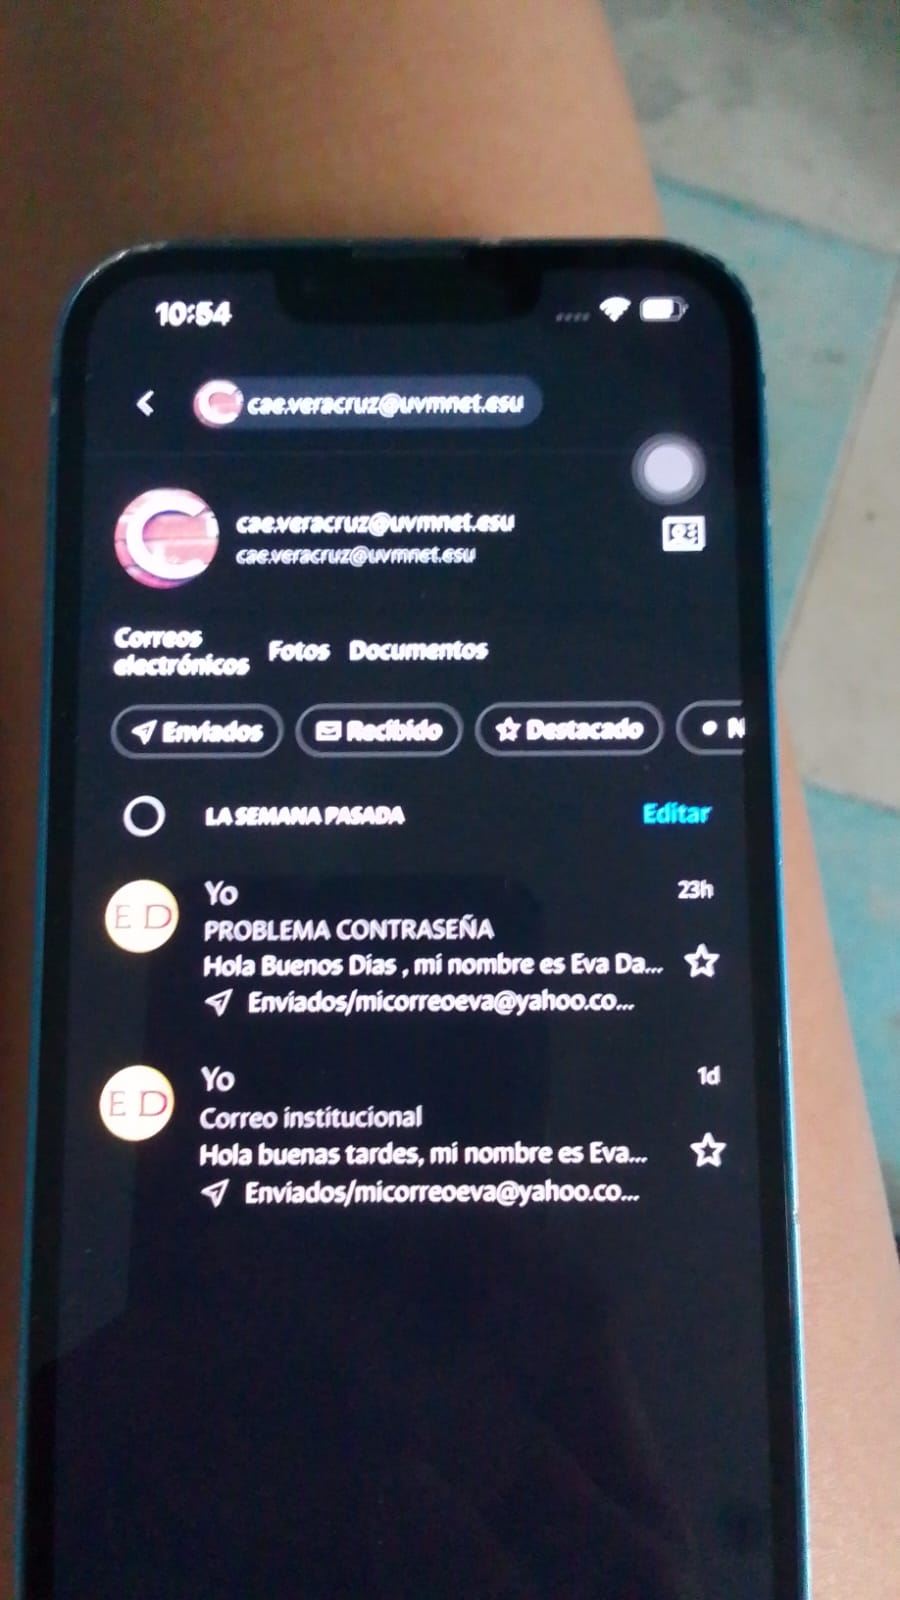 10:54
cae.veracruz@uvmnet.esu
cae.veracruz@uvmnet.esu
cae.veracruz@uvmnet.esu
Correos electrónicos
Fotos
Documentos
Enviados
Recibido
Destacado
N
LA SEMANA PASADA
Editar
E D
Yo
23h
PROBLEMA CONTRASEÑA
Hola Buenos Días , mi nombre es Eva Da...
Enviados/micorreoeva@yahoo.co...
E D
Yo
1d
Correo institucional
Hola buenas tardes, mi nombre es Eva...
Enviados/micorreoeva@yahoo.co...